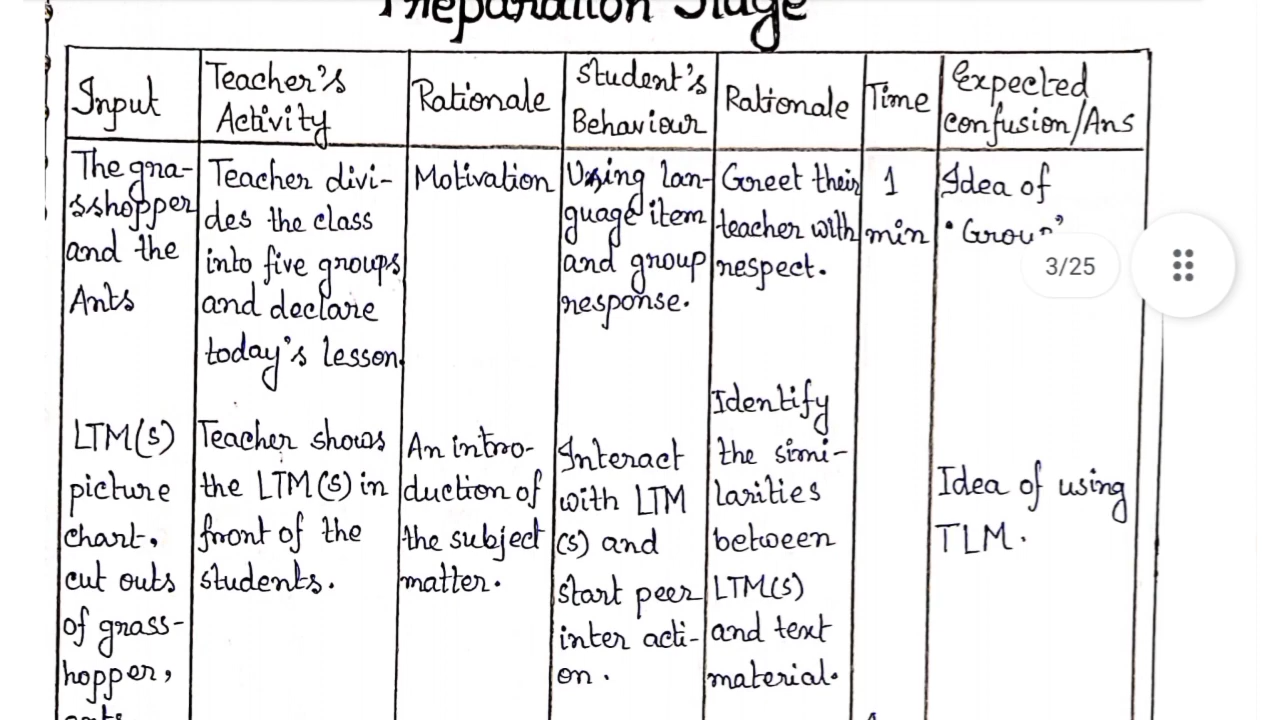 Preparation Stage
Input
Teacher's
Activity
Rationale
Student's
Behaviour
Rationale
Time
Expected
confusion/Ans
The gra-
sshopper
and the
Ants
Teacher divi-
des the class
into five groups
and declare
today's lesson.
Motivation
Using lan-
guage item
and group
response.
Greet their
teacher with
respect.
1
min
Idea of
'Group'
3/25
LTM(s)
picture
chart,
cut outs
of grass-
hopper,
ants
Teacher shows
the LTM(s) in
front of the
students.
An intro-
duction of
the subject
matter.
Interact
with LTM
(s) and
start peer
inter acti-
on.
Identify
the simi-
larities
between
LTM(s)
and text
material.
Idea of using
TLM.